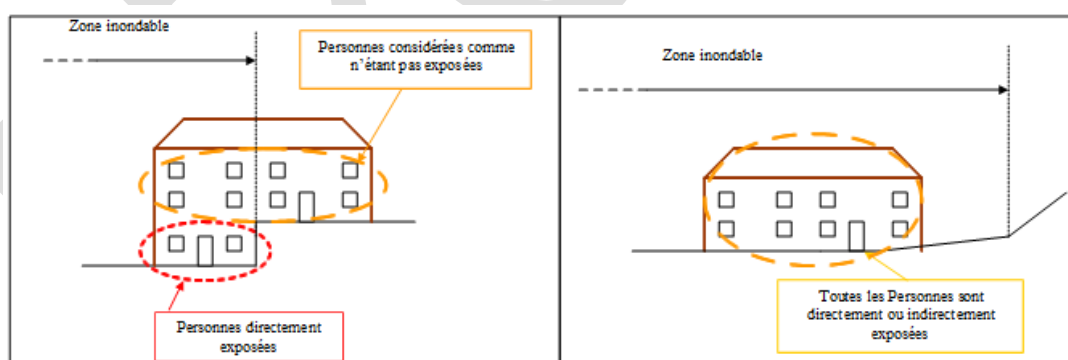 Zone inondable
Personnes considérées comme
n'étant pas exposées
Personnes directement
exposées
Zone inondable
Toutes les Personnes sont
directement ou indirectement
exposées